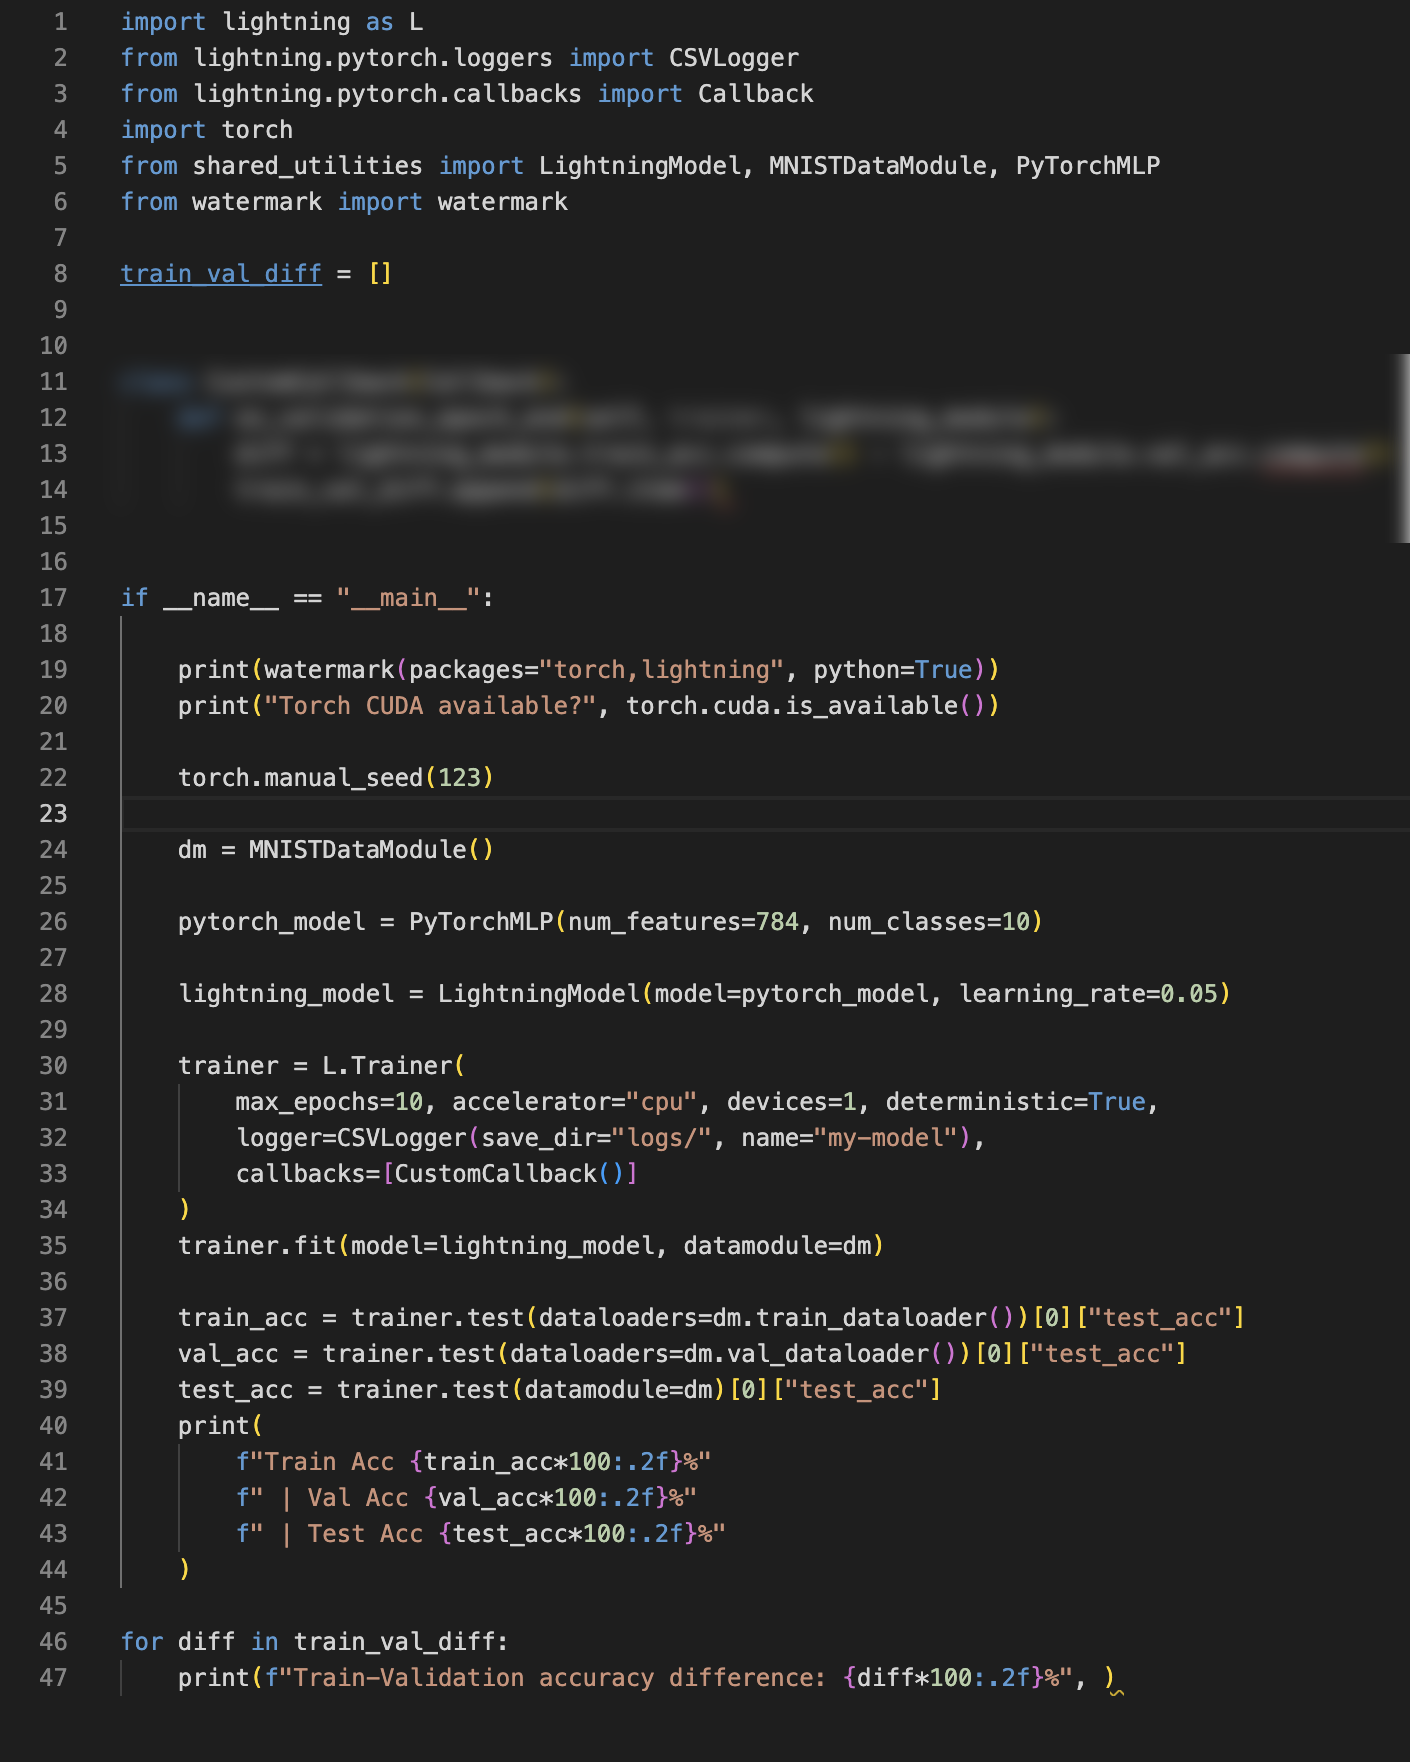 1 import lightning as L
2 from lightning.pytorch.loggers import CSVLogger
3 from lightning.pytorch.callbacks import Callback
4 import torch
5 from shared_utilities import LightningModel, MNISTDataModule, PyTorchMLP
6 from watermark import watermark
7
8 train_val_diff = []
9
10
11
12
13
14
15
16
17 if __name__ == "__main__":
18
19     print(watermark(packages="torch,lightning", python=True))
20     print("Torch CUDA available?", torch.cuda.is_available())
21
22     torch.manual_seed(123)
23
24     dm = MNISTDataModule()
25
26     pytorch_model = PyTorchMLP(num_features=784, num_classes=10)
27
28     lightning_model = LightningModel(model=pytorch_model, learning_rate=0.05)
29
30     trainer = L.Trainer(
31         max_epochs=10, accelerator="cpu", devices=1, deterministic=True,
32         logger=CSVLogger(save_dir="logs/", name="my-model"),
33         callbacks=[CustomCallback()]
34     )
35     trainer.fit(model=lightning_model, datamodule=dm)
36
37     train_acc = trainer.test(dataloaders=dm.train_dataloader())[0]["test_acc"]
38     val_acc = trainer.test(dataloaders=dm.val_dataloader())[0]["test_acc"]
39     test_acc = trainer.test(datamodule=dm)[0]["test_acc"]
40     print(
41         f"Train Acc {train_acc*100:.2f}%"
42         f" | Val Acc {val_acc*100:.2f}%"
43         f" | Test Acc {test_acc*100:.2f}%"
44     )
45
46 for diff in train_val_diff:
47     print(f"Train-Validation accuracy difference: {diff*100:.2f}%", )